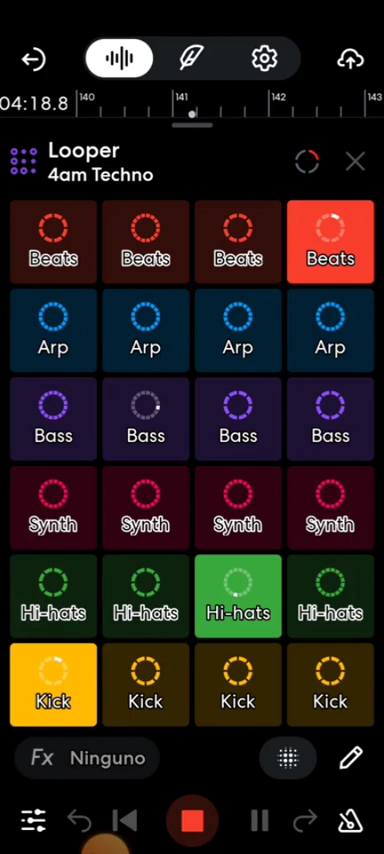 04:18.8
140
141
142
143
Looper
4am Techno
Beats Beats Beats Beats
Arp Arp Arp Arp
Bass Bass Bass Bass
Synth Synth Synth Synth
Hi-hats Hi-hats Hi-hats Hi-hats
Kick Kick Kick Kick
Fx Ninguno